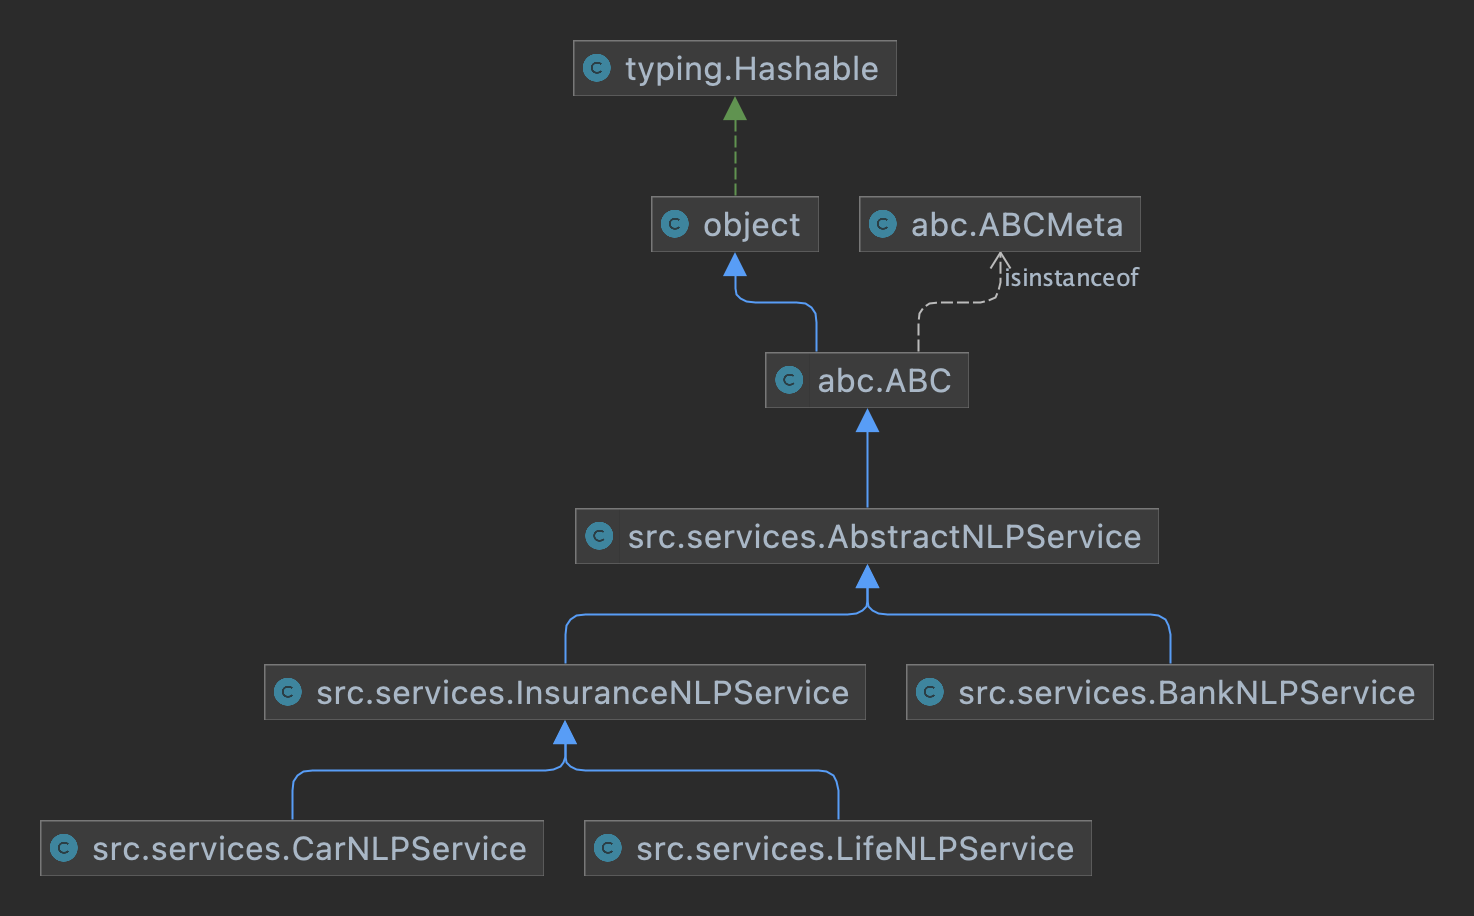 C typing.Hashable
C object
C abc.ABCMeta
isinstanceof
C abc.ABC
C src.services.AbstractNLPService
C src.services.InsuranceNLPService
C src.services.BankNLPService
C src.services.CarNLPService
C src.services.LifeNLPService